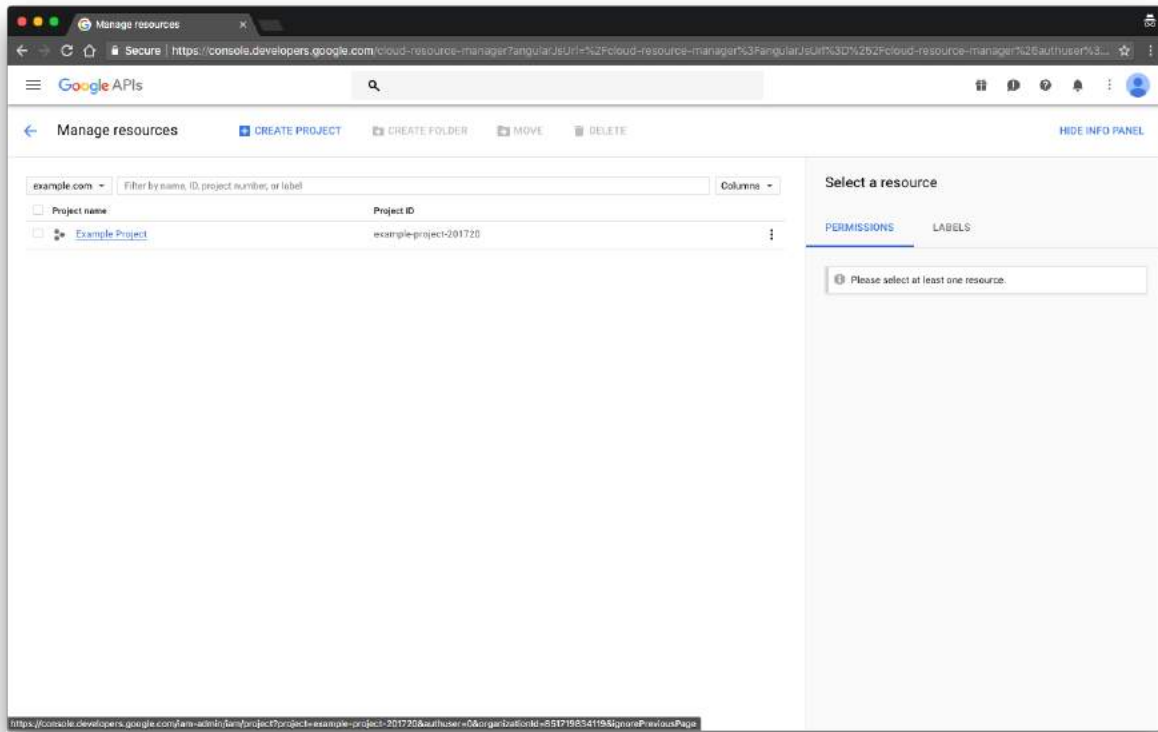 Manage resources
Secure | https://console.developers.google.com/cloud-resource-manager?angularJsUrl=%2Fcloud-resource-manager%3FangularJsUrl%3D%252Fcloud-resource-manager%26authuser%3...
Google APIs
Manage resources CREATE PROJECT CREATE FOLDER MOVE DELETE HIDE INFO PANEL
example.com Filter by name, ID, project number, or label Columns
Select a resource
Project name Project ID
Example Project example-project-201720
PERMISSIONS LABELS
Please select at least one resource.
https://console.developers.google.com/iam-admin/iam/project?project=example-project-201720&authuser=0&organizationId=851719834119&ignorePreviousPage